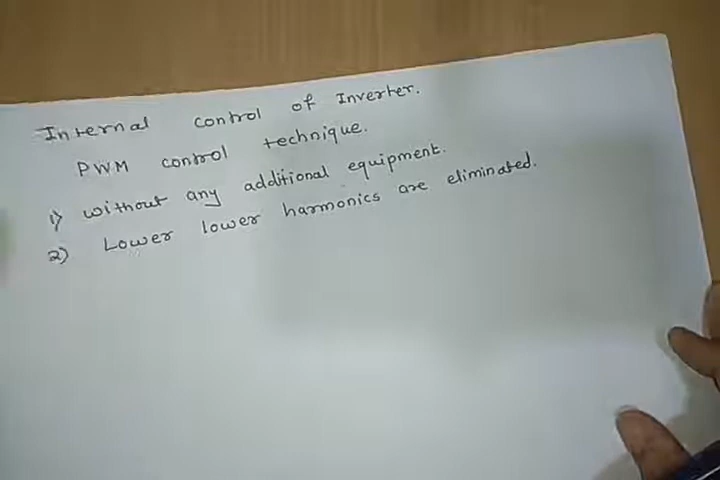 Internal control of Inverter.
PWM control technique.
1) without any additional equipment.
2) Lower lower harmonics are eliminated.